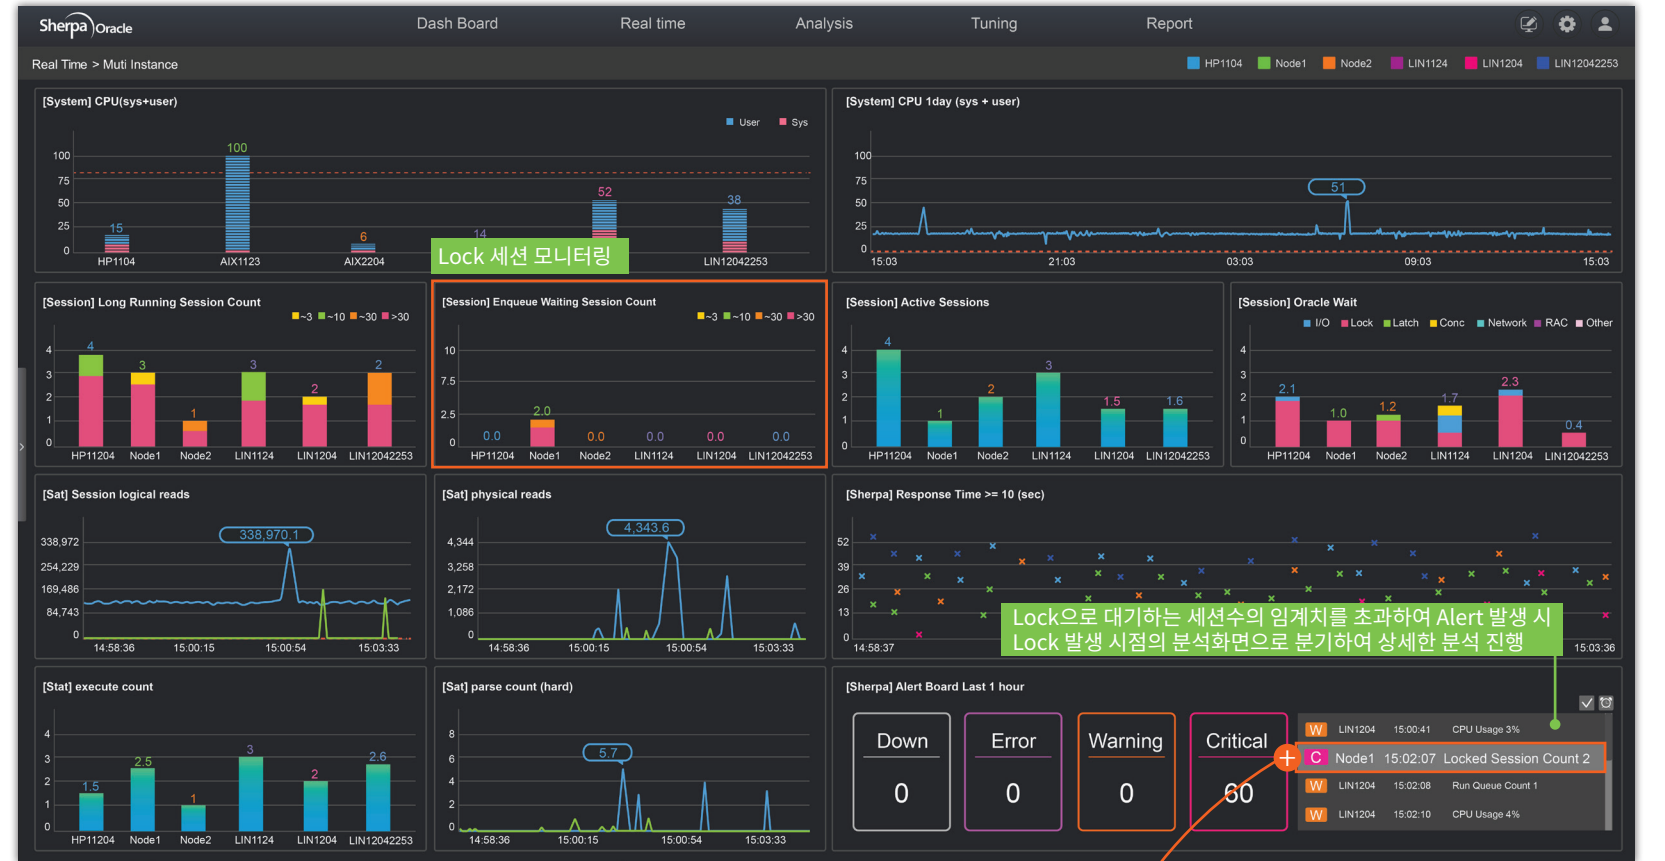 Sherpa Oracle
Dash Board
Real time
Analysis
Tuning
Report
Real Time > Muti Instance
HP1104 Node1 Node2 LIN1124 LIN1204 LIN12042253
[System] CPU(sys+user)
User Sys
100
75
50
25
0
15
100
6
14
52
38
HP1104 AIX1123 AIX2204 LIN12042253
Lock 세션 모니터링
[System] CPU 1day (sys + user)
100
75
50
25
0
51
15:03 21:03 03:03 09:03 15:03
[Session] Long Running Session Count
~3 ~10 ~30 >30
4
3
2
1
0
4 3 1 3 2 2
HP11204 Node1 Node2 LIN1124 LIN1204 LIN12042253
[Session] Enqueue Waiting Session Count
~3 ~10 ~30 >30
10
7.5
2.5
0
0.0 2.0 0.0 0.0 0.0 0.0
HP11204 Node1 Node2 LIN1124 LIN1204 LIN12042253
[Session] Active Sessions
4
3
2
1
0
4 1 2 3 1.5 1.6
HP11204 Node1 Node2 LIN1124 LIN1204 LIN12042253
[Session] Oracle Wait
I/O Lock Latch Conc Network RAC Other
4
3
2
1
0
2.1 1.0 1.2 1.7 2.3 0.4
HP11204 Node1 Node2 LIN1124 LIN1204 LIN12042253
[Sat] Session logical reads
338,972
254,229
169,486
84,743
0
338,970.1
14:58:36 15:00:15 15:00:54 15:03:33
[Sat] physical reads
4,344
3,258
2,172
1,086
0
4,343.6
14:58:36 15:00:15 15:00:54 15:03:33
[Sherpa] Response Time >= 10 (sec)
52
39
26
13
0
14:58:37 15:03:36
Lock으로 대기하는 세션수의 임계치를 초과하여 Alert 발생 시
Lock 발생 시점의 분석화면으로 분기하여 상세한 분석 진행
[Stat] execute count
4
3
2
1
0
1.5 2.5 1 3 2 2.6
HP11204 Node1 Node2 LIN1124 LIN1204 LIN12042253
[Sat] parse count (hard)
8
6
4
2
0
5.7
14:58:36 15:00:15 15:00:54 15:03:33
[Sherpa] Alert Board Last 1 hour
Down
0
Error
0
Warning
0
Critical
60
W LIN1204 15:00:41 CPU Usage 3%
C Node1 15:02:07 Locked Session Count 2
W LIN1204 15:02:08 Run Queue Count 1
W LIN1204 15:02:10 CPU Usage 4%